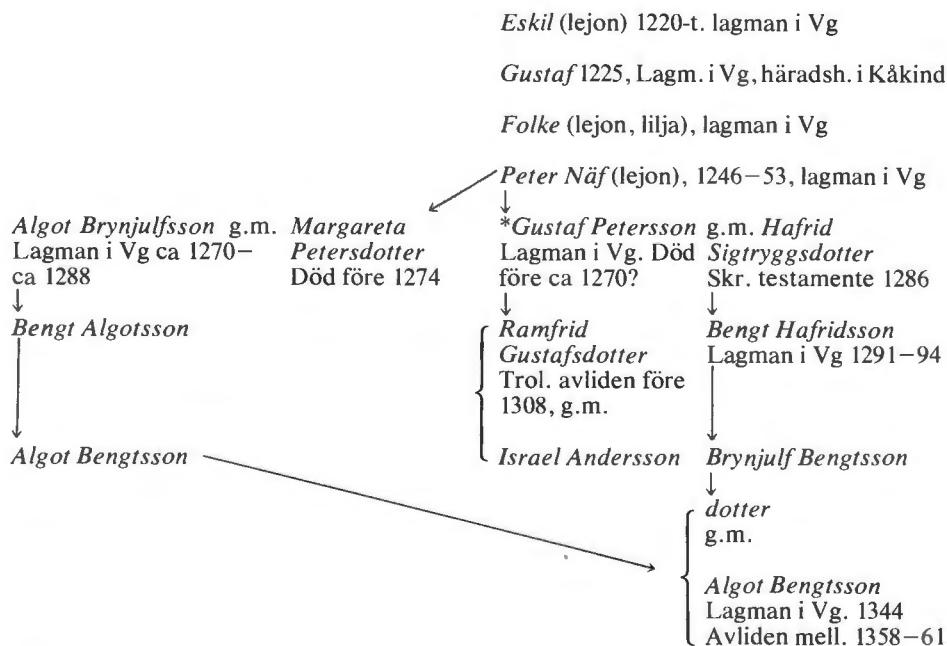 Eskil (lejon) 1220-t. lagman i Vg
Gustaf 1225, Lagm. i Vg, häradsh. i Kåkind
Folke (lejon, lilja), lagman i Vg
Peter Näf (lejon), 1246–53, lagman i Vg
Algot Brynjulfsson g.m.
Lagman i Vg ca 1270–
ca 1288
Margareta
Petersdotter
Död före 1274
*Gustaf Petersson
Lagman i Vg. Död
före ca 1270?
g.m. Hafrid
Sigtryggsdotter
Skr. testamente 1286
Bengt Algotsson
Ramfrid
Gustafsdotter
Trol. avliden före
1308, g.m.
Bengt Hafridsson
Lagman i Vg 1291–94
Algot Bengtsson
Israel Andersson
Brynjulf Bengtsson
dotter
g.m.
Algot Bengtsson
Lagman i Vg. 1344
Avliden mell. 1358–61